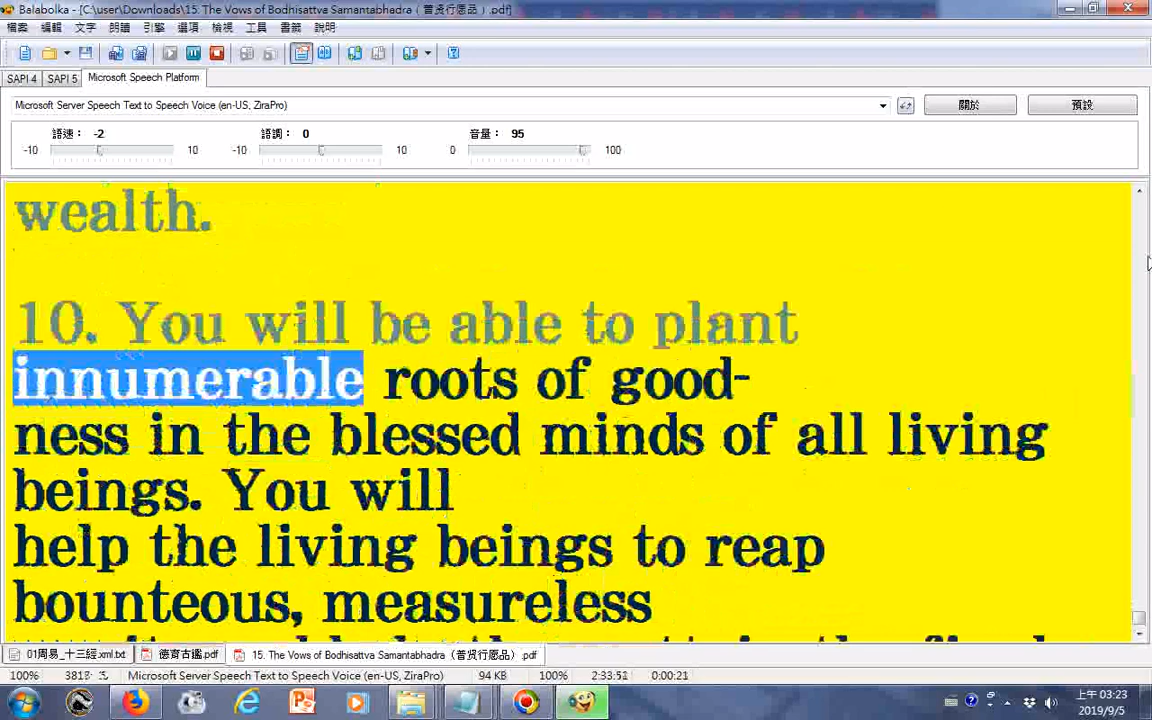 Balabolka - [C:\user\Downloads\15. The Vows of Bodhisattva Samantabhadra (普贤行愿品).pdf]
檔案 編輯 文字 朗讀 引擎 選項 檢視 工具 書籤 說明
SAPI 4 SAPI 5 Microsoft Speech Platform
Microsoft Server Speech Text to Speech Voice (en-US, ZiraPro) 關於 預設
語速： -2 語調： 0 音量： 95
-10 10 -10 10 0 100
wealth.
10. You will be able to plant
innumerable roots of good-
ness in the blessed minds of all living
beings. You will
help the living beings to reap
bounteous, measureless
01周易_十三經.xml.txt 德育古鑑.pdf 15. The Vows of Bodhisattva Samantabhadra（普贤行愿品）.pdf
100% Microsoft Server Speech Text to Speech Voice (en-US, ZiraPro) 94 KB 100% 2:33:51 0:00:21
上午 03:23
2019/9/5